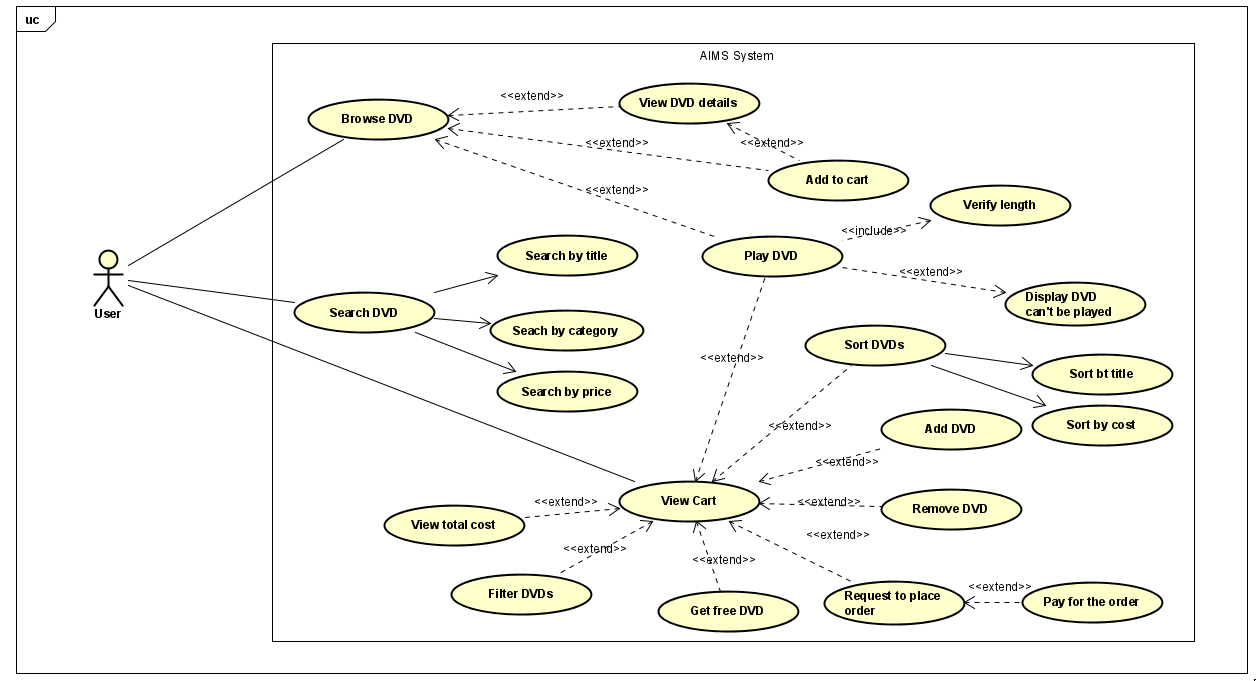 uc
AIMS System
<<extend>>
View DVD details
Browse DVD
<<extend>>
<<extend>>
Add to cart
<<extend>>
Verify length
<<include>>
Search by title
Play DVD
<<extend>>
User
Search DVD
Display DVD
can't be played
Seach by category
Sort DVDs
<<extend>>
Sort bt title
Search by price
Sort by cost
<<extend>>
Add DVD
<<extend>>
View Cart
<<extend>>
<<extend>>
Remove DVD
View total cost
<<extend>>
<<extend>>
<<extend>>
Filter DVDs
<<extend>>
Request to place
order
Pay for the order
Get free DVD